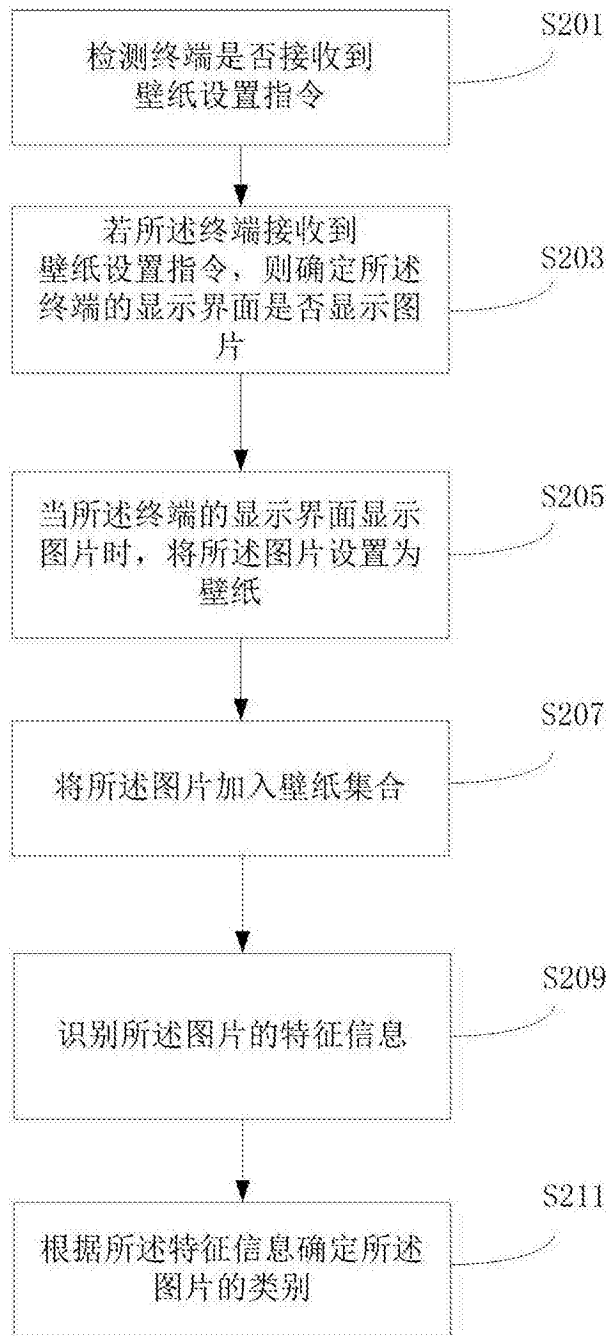 S201
检测终端是否接收到
壁纸设置指令
若所述终端接收到
壁纸设置指令，则确定所述
终端的显示界面是否显示图
片
S203
当所述终端的显示界面显示
图片时，将所述图片设置为
壁纸
S205
S207
将所述图片加入壁纸集合
S209
识别所述图片的特征信息
S211
根据所述特征信息确定所述
图片的类别